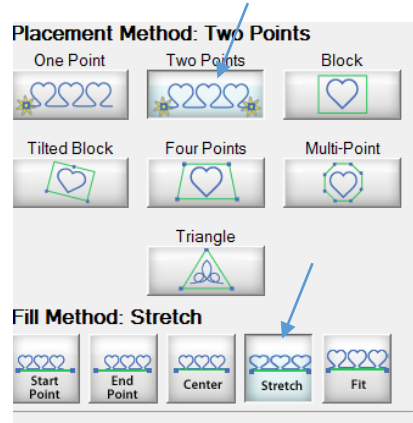 Placement Method: Two Points
One Point Two Points Block
Tilted Block Four Points Multi-Point
Triangle
Fill Method: Stretch
Start Point End Point Center Stretch Fit